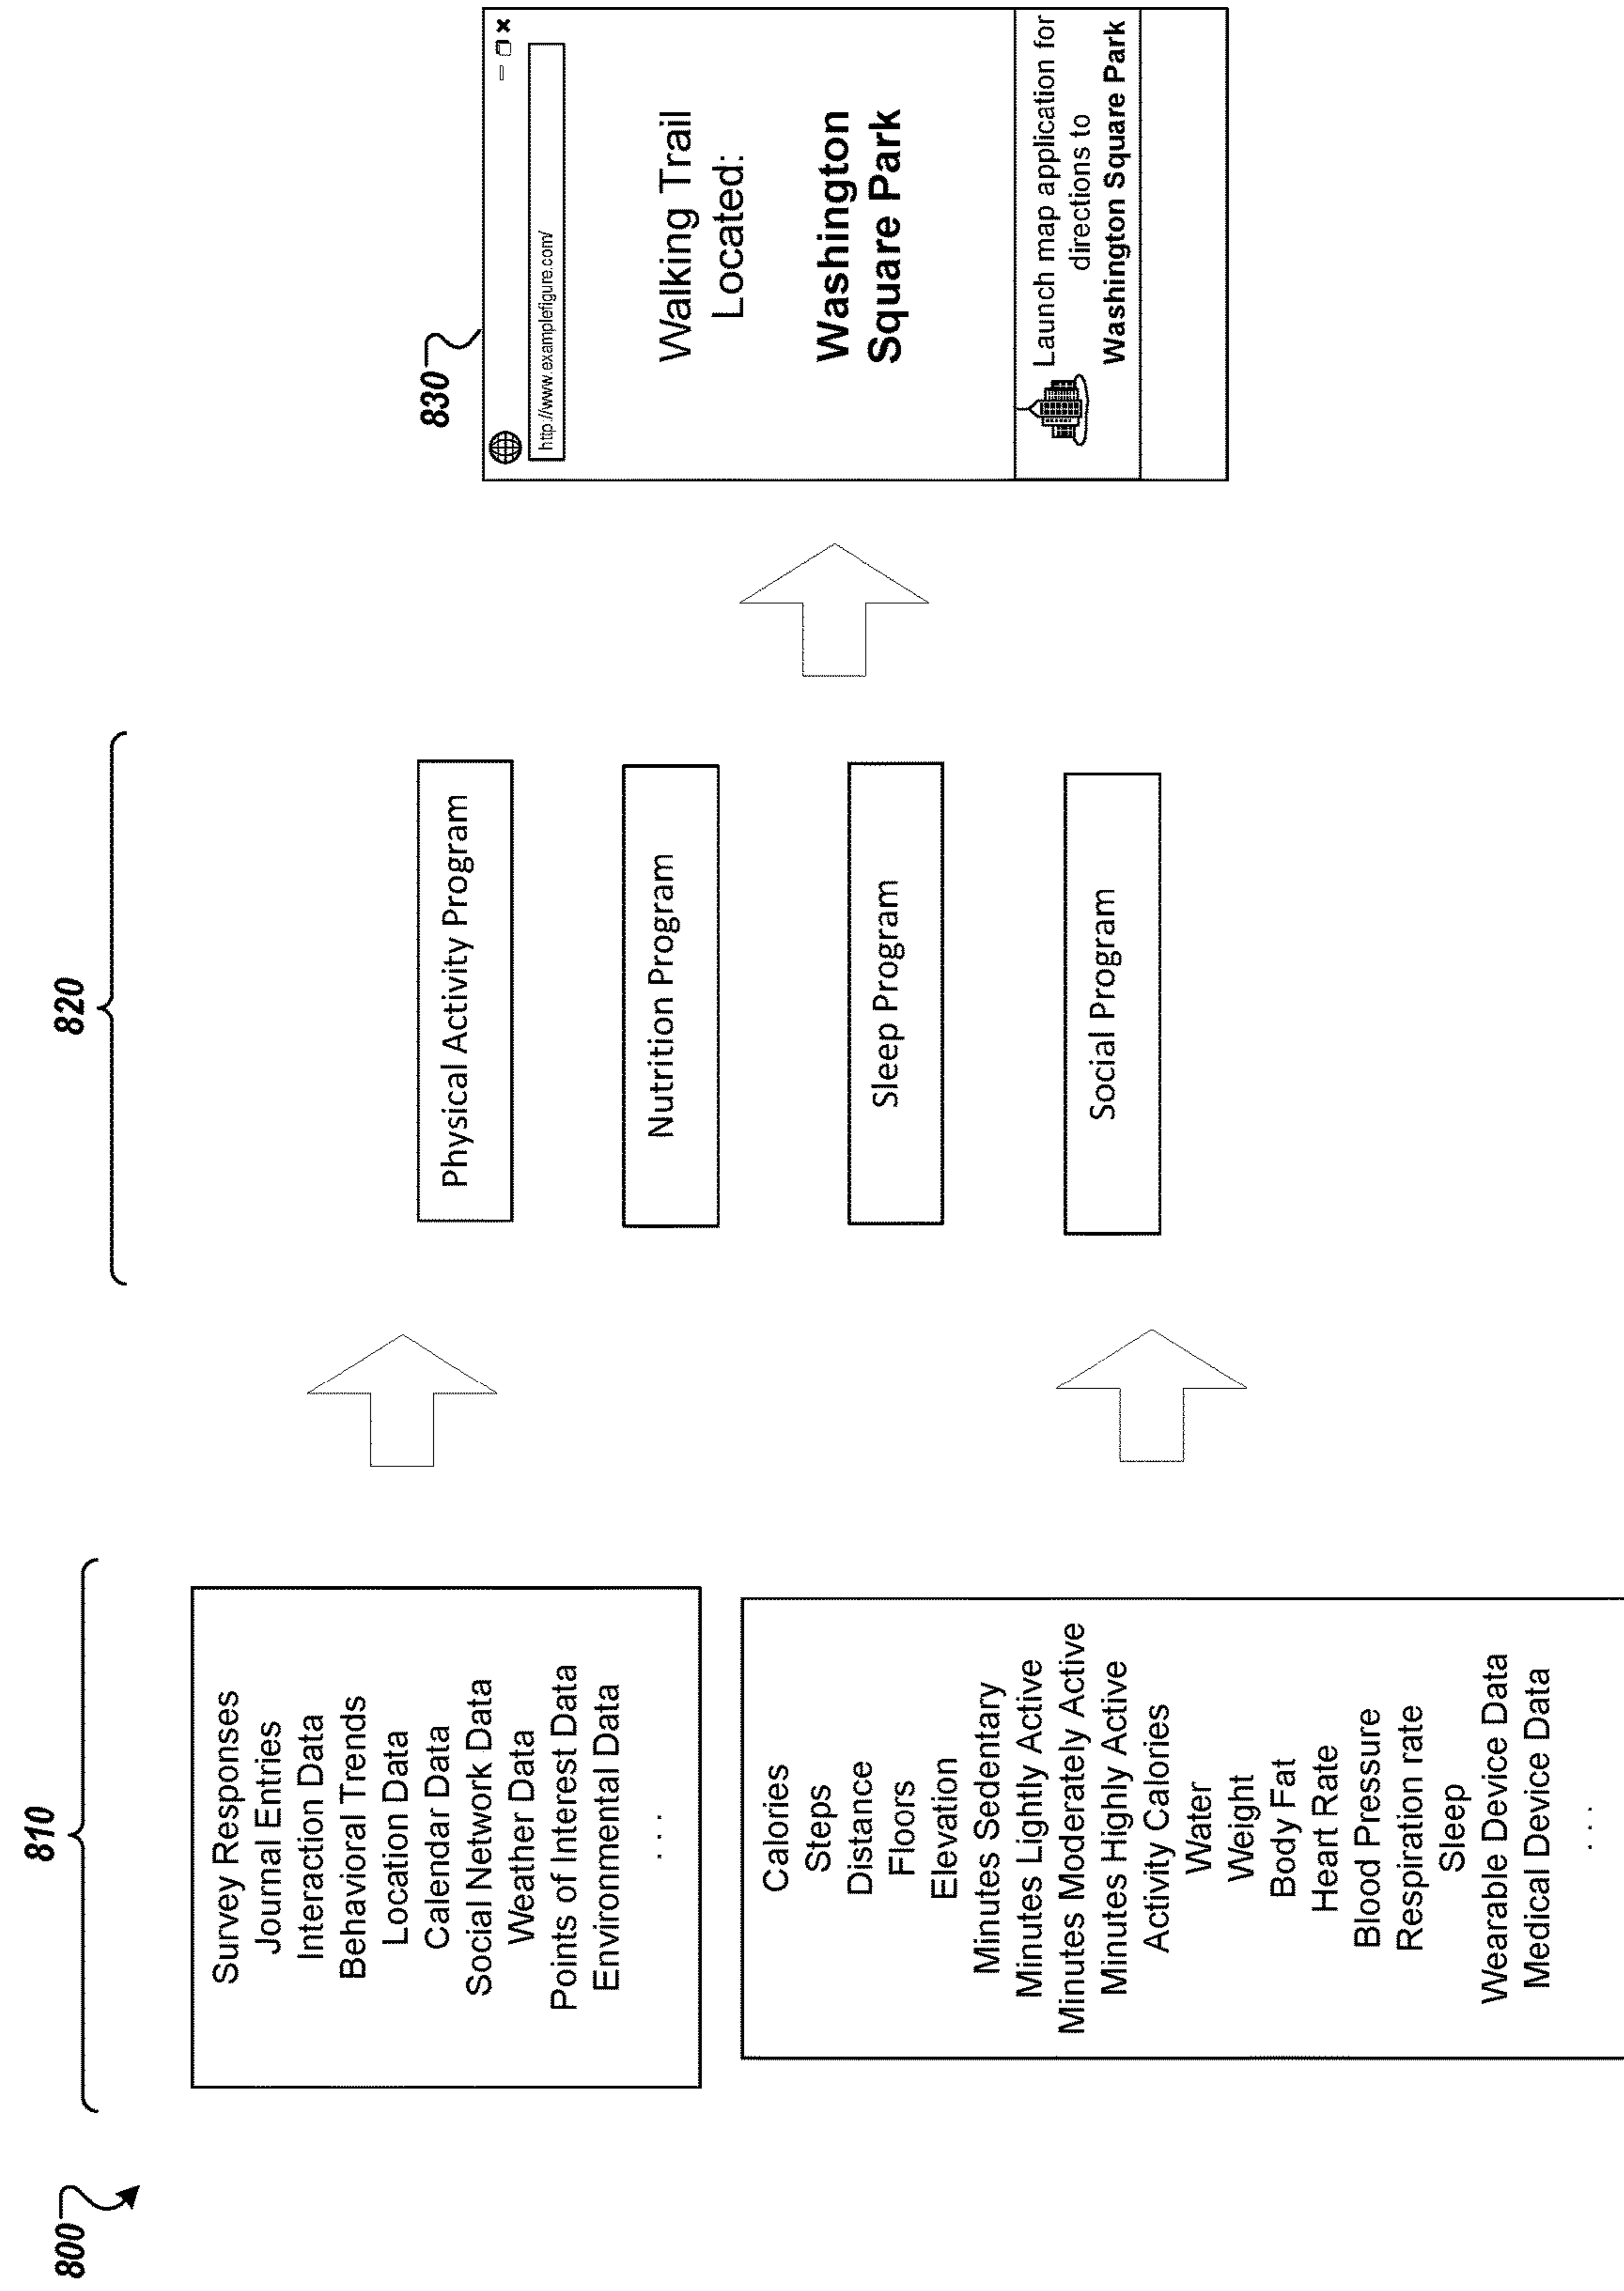 800
810
Survey Responses
Journal Entries
Interaction Data
Behavioral Trends
Location Data
Calendar Data
Social Network Data
Weather Data
Points of Interest Data
Environmental Data
. . .
Calories
Steps
Distance
Floors
Elevation
Minutes Sedentary
Minutes Lightly Active
Minutes Moderately Active
Minutes Highly Active
Activity Calories
Water
Weight
Body Fat
Heart Rate
Blood Pressure
Respiration rate
Sleep
Wearable Device Data
Medical Device Data
. . .
820
Physical Activity Program
Nutrition Program
Sleep Program
Social Program
830
http://www.examplefigure.com/
Walking Trail
Located:
Washington
Square Park
Launch map application for
directions to
Washington Square Park